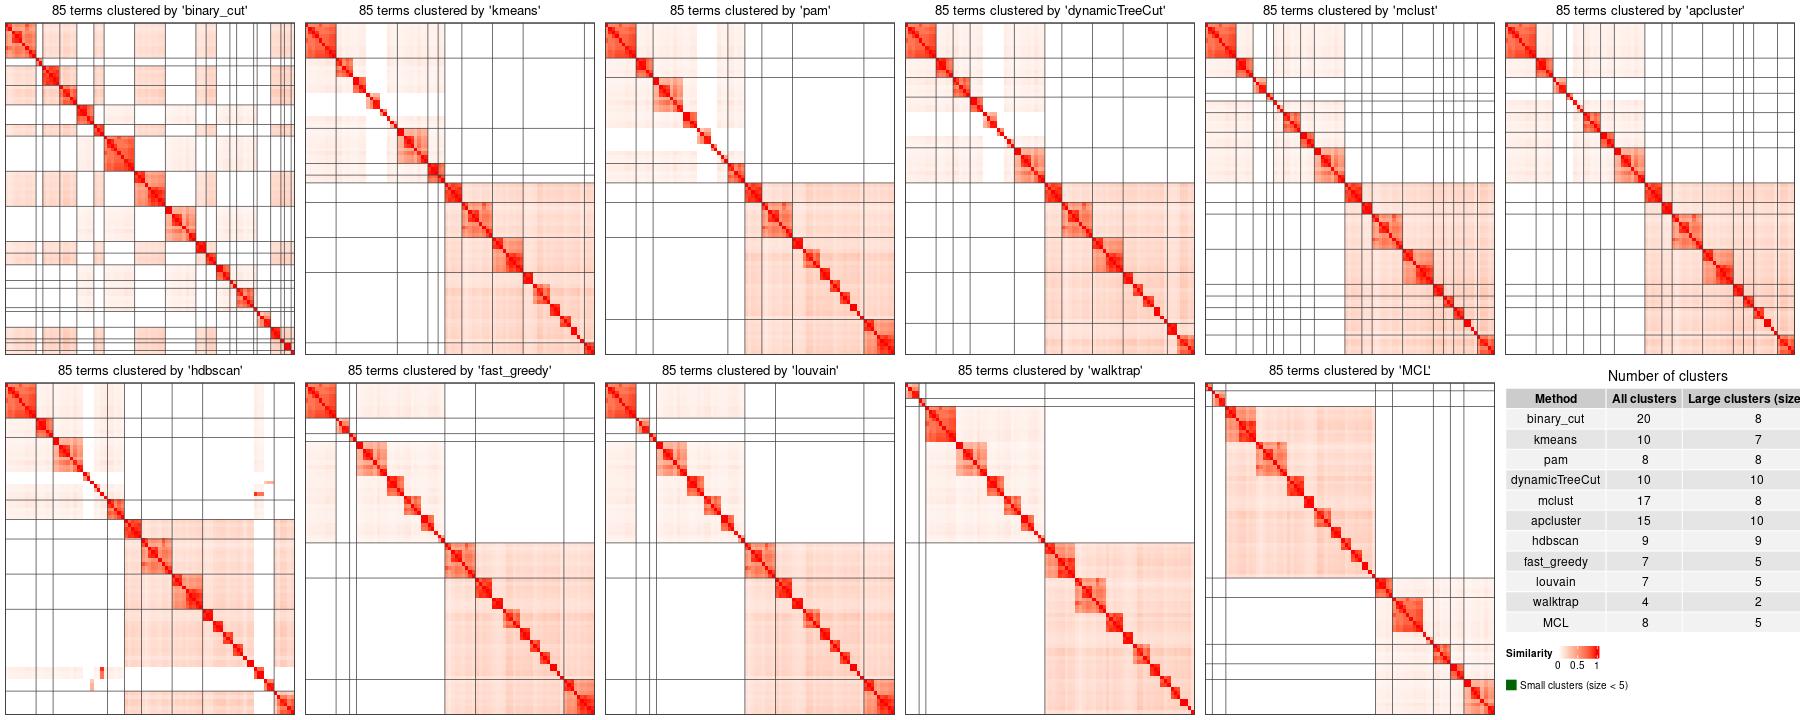 85 terms clustered by 'binary_cut'
85 terms clustered by 'kmeans'
85 terms clustered by 'pam'
85 terms clustered by 'dynamicTreeCut'
85 terms clustered by 'mclust'
85 terms clustered by 'apcluster'
85 terms clustered by 'hdbscan'
85 terms clustered by 'fast_greedy'
85 terms clustered by 'louvain'
85 terms clustered by 'walktrap'
85 terms clustered by 'MCL'
Number of clusters
Method All clusters Large clusters (size
binary_cut 20 8
kmeans 10 7
pam 8 8
dynamicTreeCut 10 10
mclust 17 8
apcluster 15 10
hdbscan 9 9
fast_greedy 7 5
louvain 7 5
walktrap 4 2
MCL 8 5
Similarity
0 0.5 1
Small clusters (size < 5)